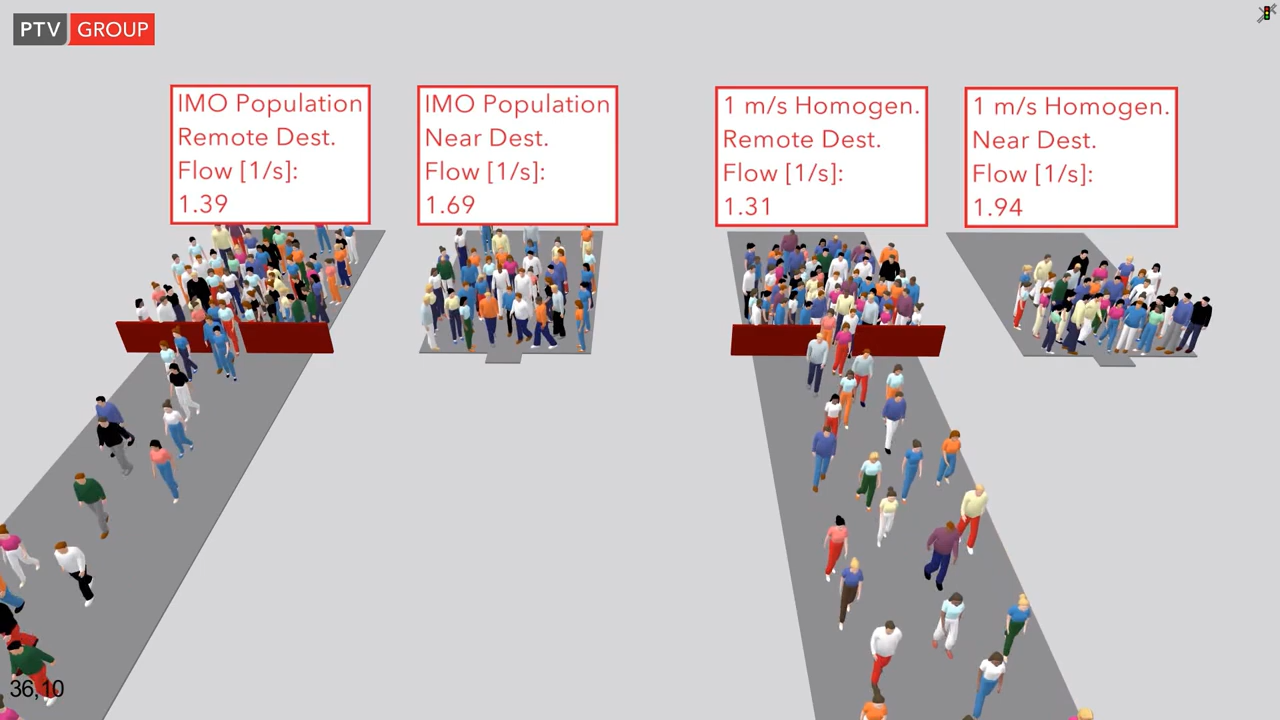 PTV GROUP
IMO Population
Remote Dest.
Flow [1/s]:
1.39
IMO Population
Near Dest.
Flow [1/s]:
1.69
1 m/s Homogen.
Remote Dest.
Flow [1/s]:
1.31
1 m/s Homogen.
Near Dest.
Flow [1/s]:
1.94
36,10